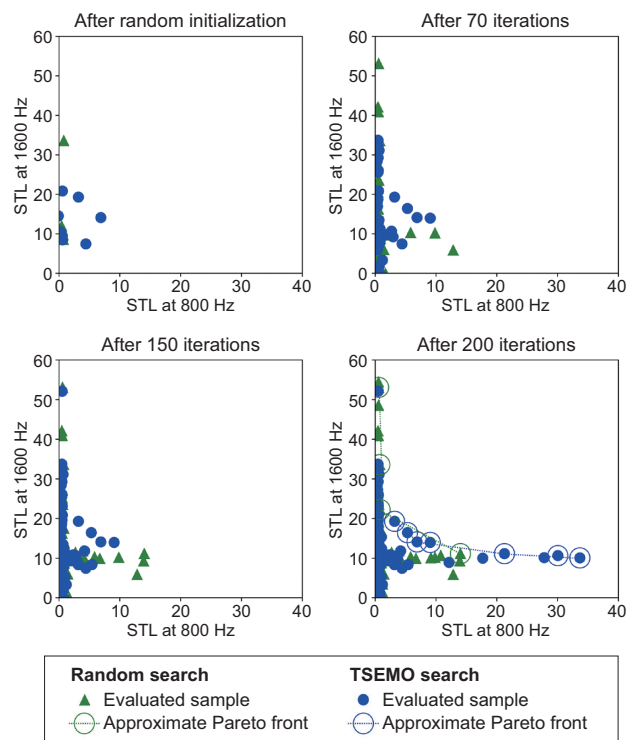 After random initialization
After 70 iterations
60
50
40
30
20
10
0
STL at 1600 Hz
0 10 20 30 40
STL at 800 Hz
60
50
40
30
20
10
0
STL at 1600 Hz
0 10 20 30 40
STL at 800 Hz
After 150 iterations
After 200 iterations
60
50
40
30
20
10
0
STL at 1600 Hz
0 10 20 30 40
STL at 800 Hz
60
50
40
30
20
10
0
STL at 1600 Hz
0 10 20 30 40
STL at 800 Hz
Random search
Evaluated sample
Approximate Pareto front
TSEMO search
Evaluated sample
Approximate Pareto front